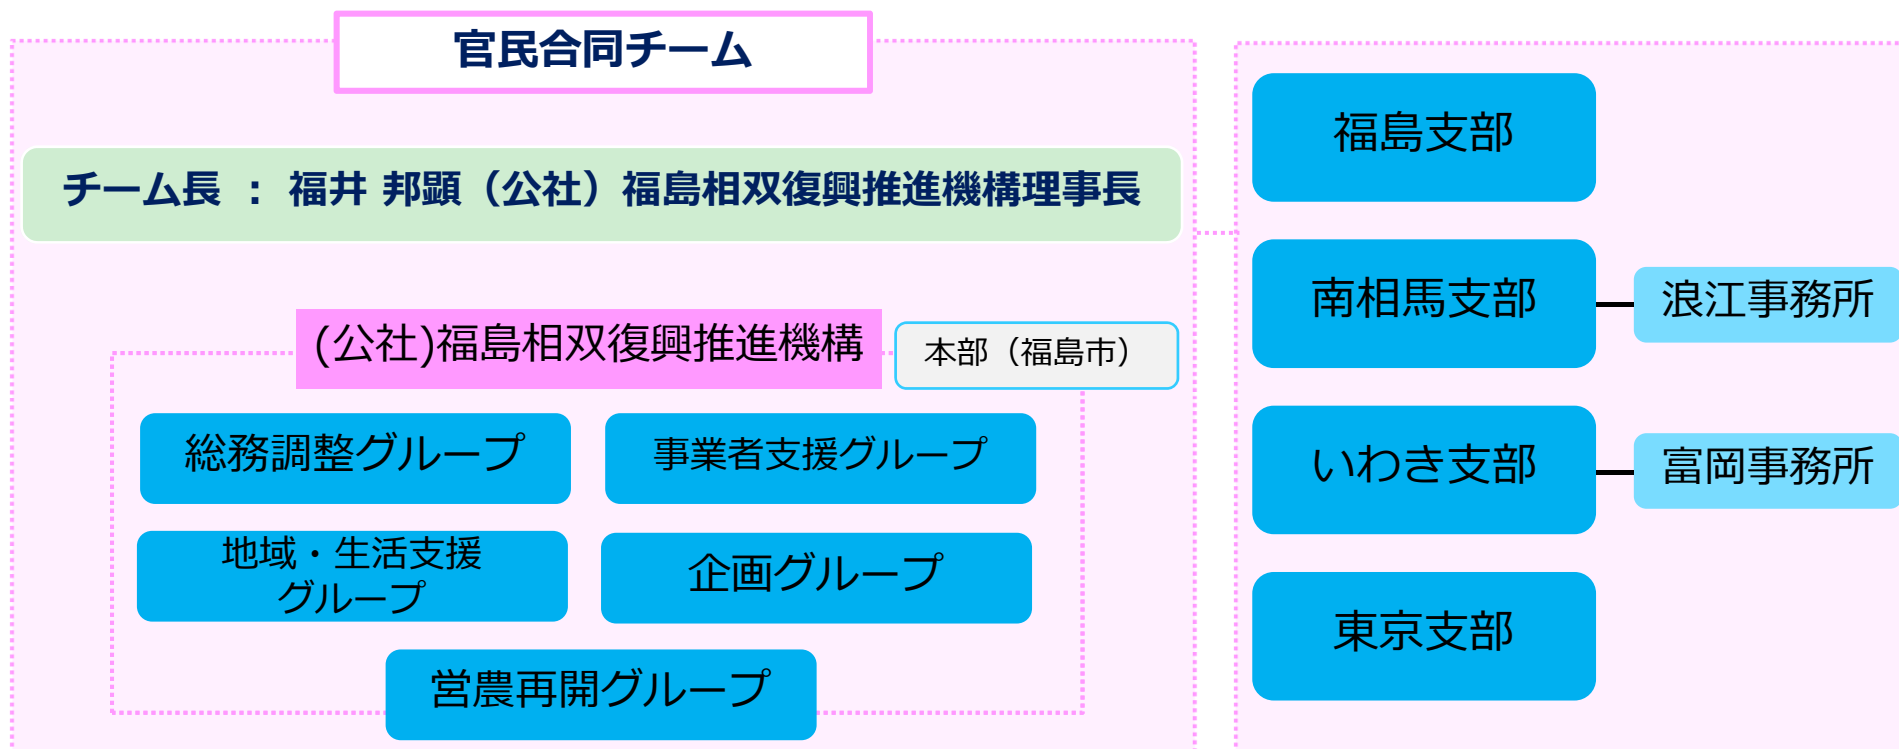 官民合同チーム
チーム長 : 福井 邦顕（公社）福島相双復興推進機構理事長
(公社)福島相双復興推進機構
本部（福島市）
総務調整グループ
事業者支援グループ
地域・生活支援
グループ
企画グループ
営農再開グループ
福島支部
南相馬支部
浪江事務所
いわき支部
富岡事務所
東京支部